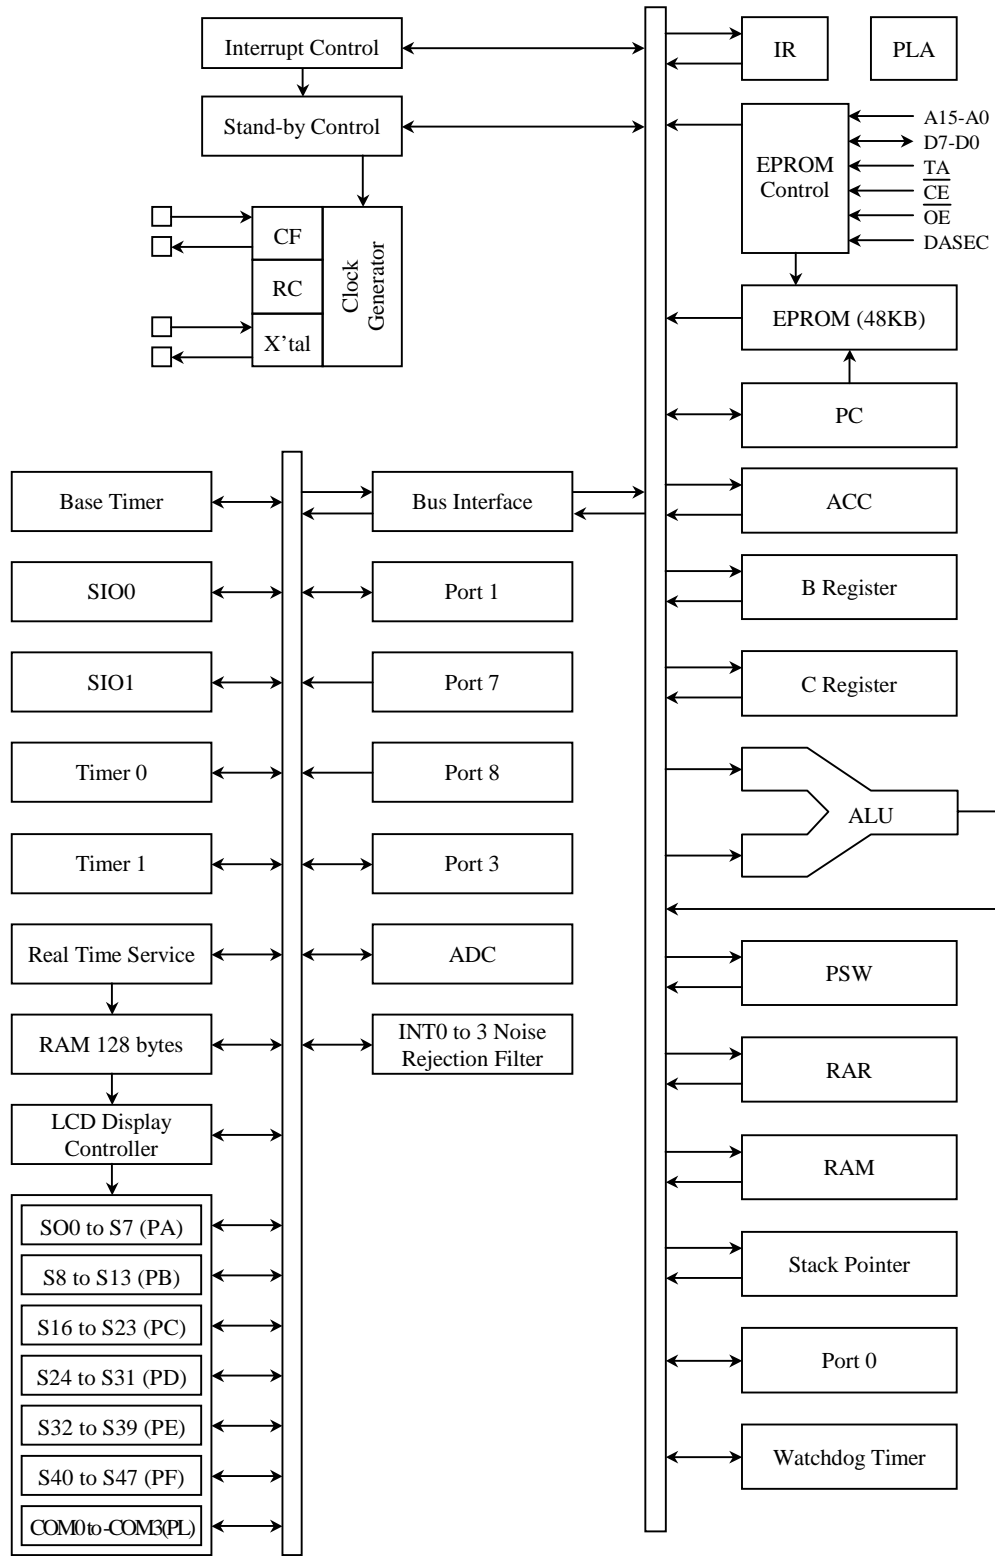 Interrupt Control
IR
PLA
Stand-by Control
EPROM
Control
A15-A0
D7-D0
TA
CE
OE
DASEC
CF
RC
X'tal
Clock
Generator
EPROM (48KB)
PC
Base Timer
Bus Interface
ACC
SIO0
Port 1
B Register
SIO1
Port 7
C Register
Timer 0
Port 8
ALU
Timer 1
Port 3
Real Time Service
ADC
PSW
RAM 128 bytes
INT0 to 3 Noise
Rejection Filter
RAR
LCD Display
Controller
RAM
SO0 to S7 (PA)
S8 to S13 (PB)
Stack Pointer
S16 to S23 (PC)
S24 to S31 (PD)
Port 0
S32 to S39 (PE)
S40 to S47 (PF)
Watchdog Timer
COM0 to -COM3(PL)